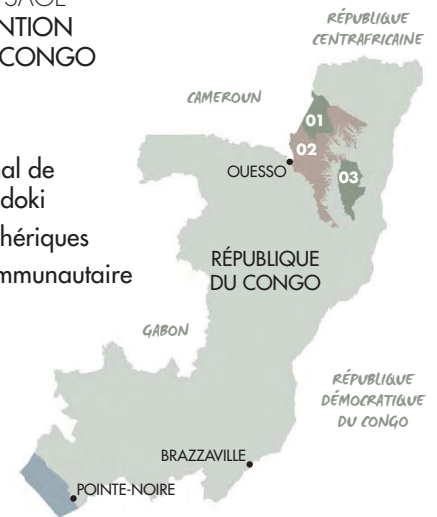 NTION
CONGO
al de
doki
hériques
mmunautaire
RÉPUBLIQUE
CENTRAFRICAINE
CAMEROUN
01
02
03
OUESSO
RÉPUBLIQUE
DU CONGO
GABON
RÉPUBLIQUE
DÉMOCRATIQUE
DU CONGO
BRAZZAVILLE
POINTE-NOIRE